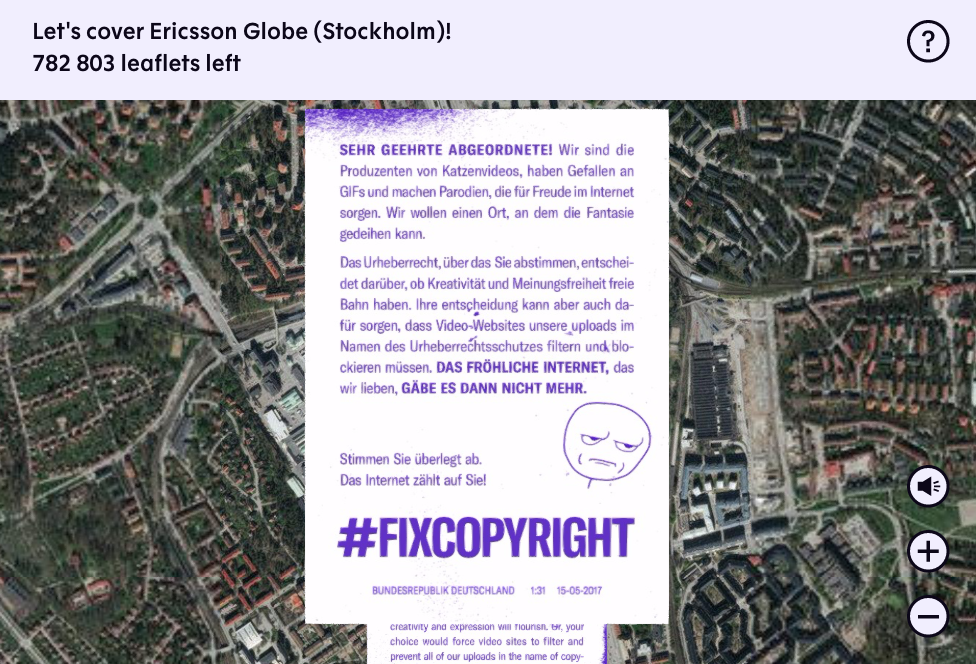 Let's cover Ericsson Globe (Stockholm)!
782 803 leaflets left
?
SEHR GEEHRTE ABGEORDNETE! Wir sind die
Produzenten von Katzenvideos, haben Gefallen an
GIFs und machen Parodien, die für Freude im Internet
sorgen. Wir wollen einen Ort, an dem die Fantasie
gedeihen kann.
Das Urheberrecht, über das Sie abstimmen, entschei-
det darüber, ob Kreativität und Meinungsfreiheit freie
Bahn haben. Ihre entscheidung kann aber auch da-
für sorgen, dass Video-Websites unsere uploads im
Namen des Urheberrechtsschutzes filtern und blo-
ckieren müssen. DAS FRÖHLICHE INTERNET, das
wir lieben, GÄBE ES DANN NICHT MEHR.
Stimmen Sie überlegt ab.
Das Internet zählt auf Sie!
#FIXCOPYRIGHT
BUNDESREPUBLIK DEUTSCHLAND 1:31 15-05-2017
creativity and expression will flourish. Or, your
choice would force video sites to filter and
prevent all of our uploads in the name of copy-